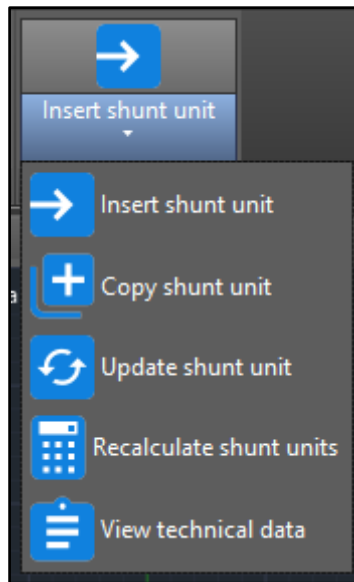 Insert shunt unit
Insert shunt unit
Copy shunt unit
a
Update shunt unit
Recalculate shunt units
View technical data